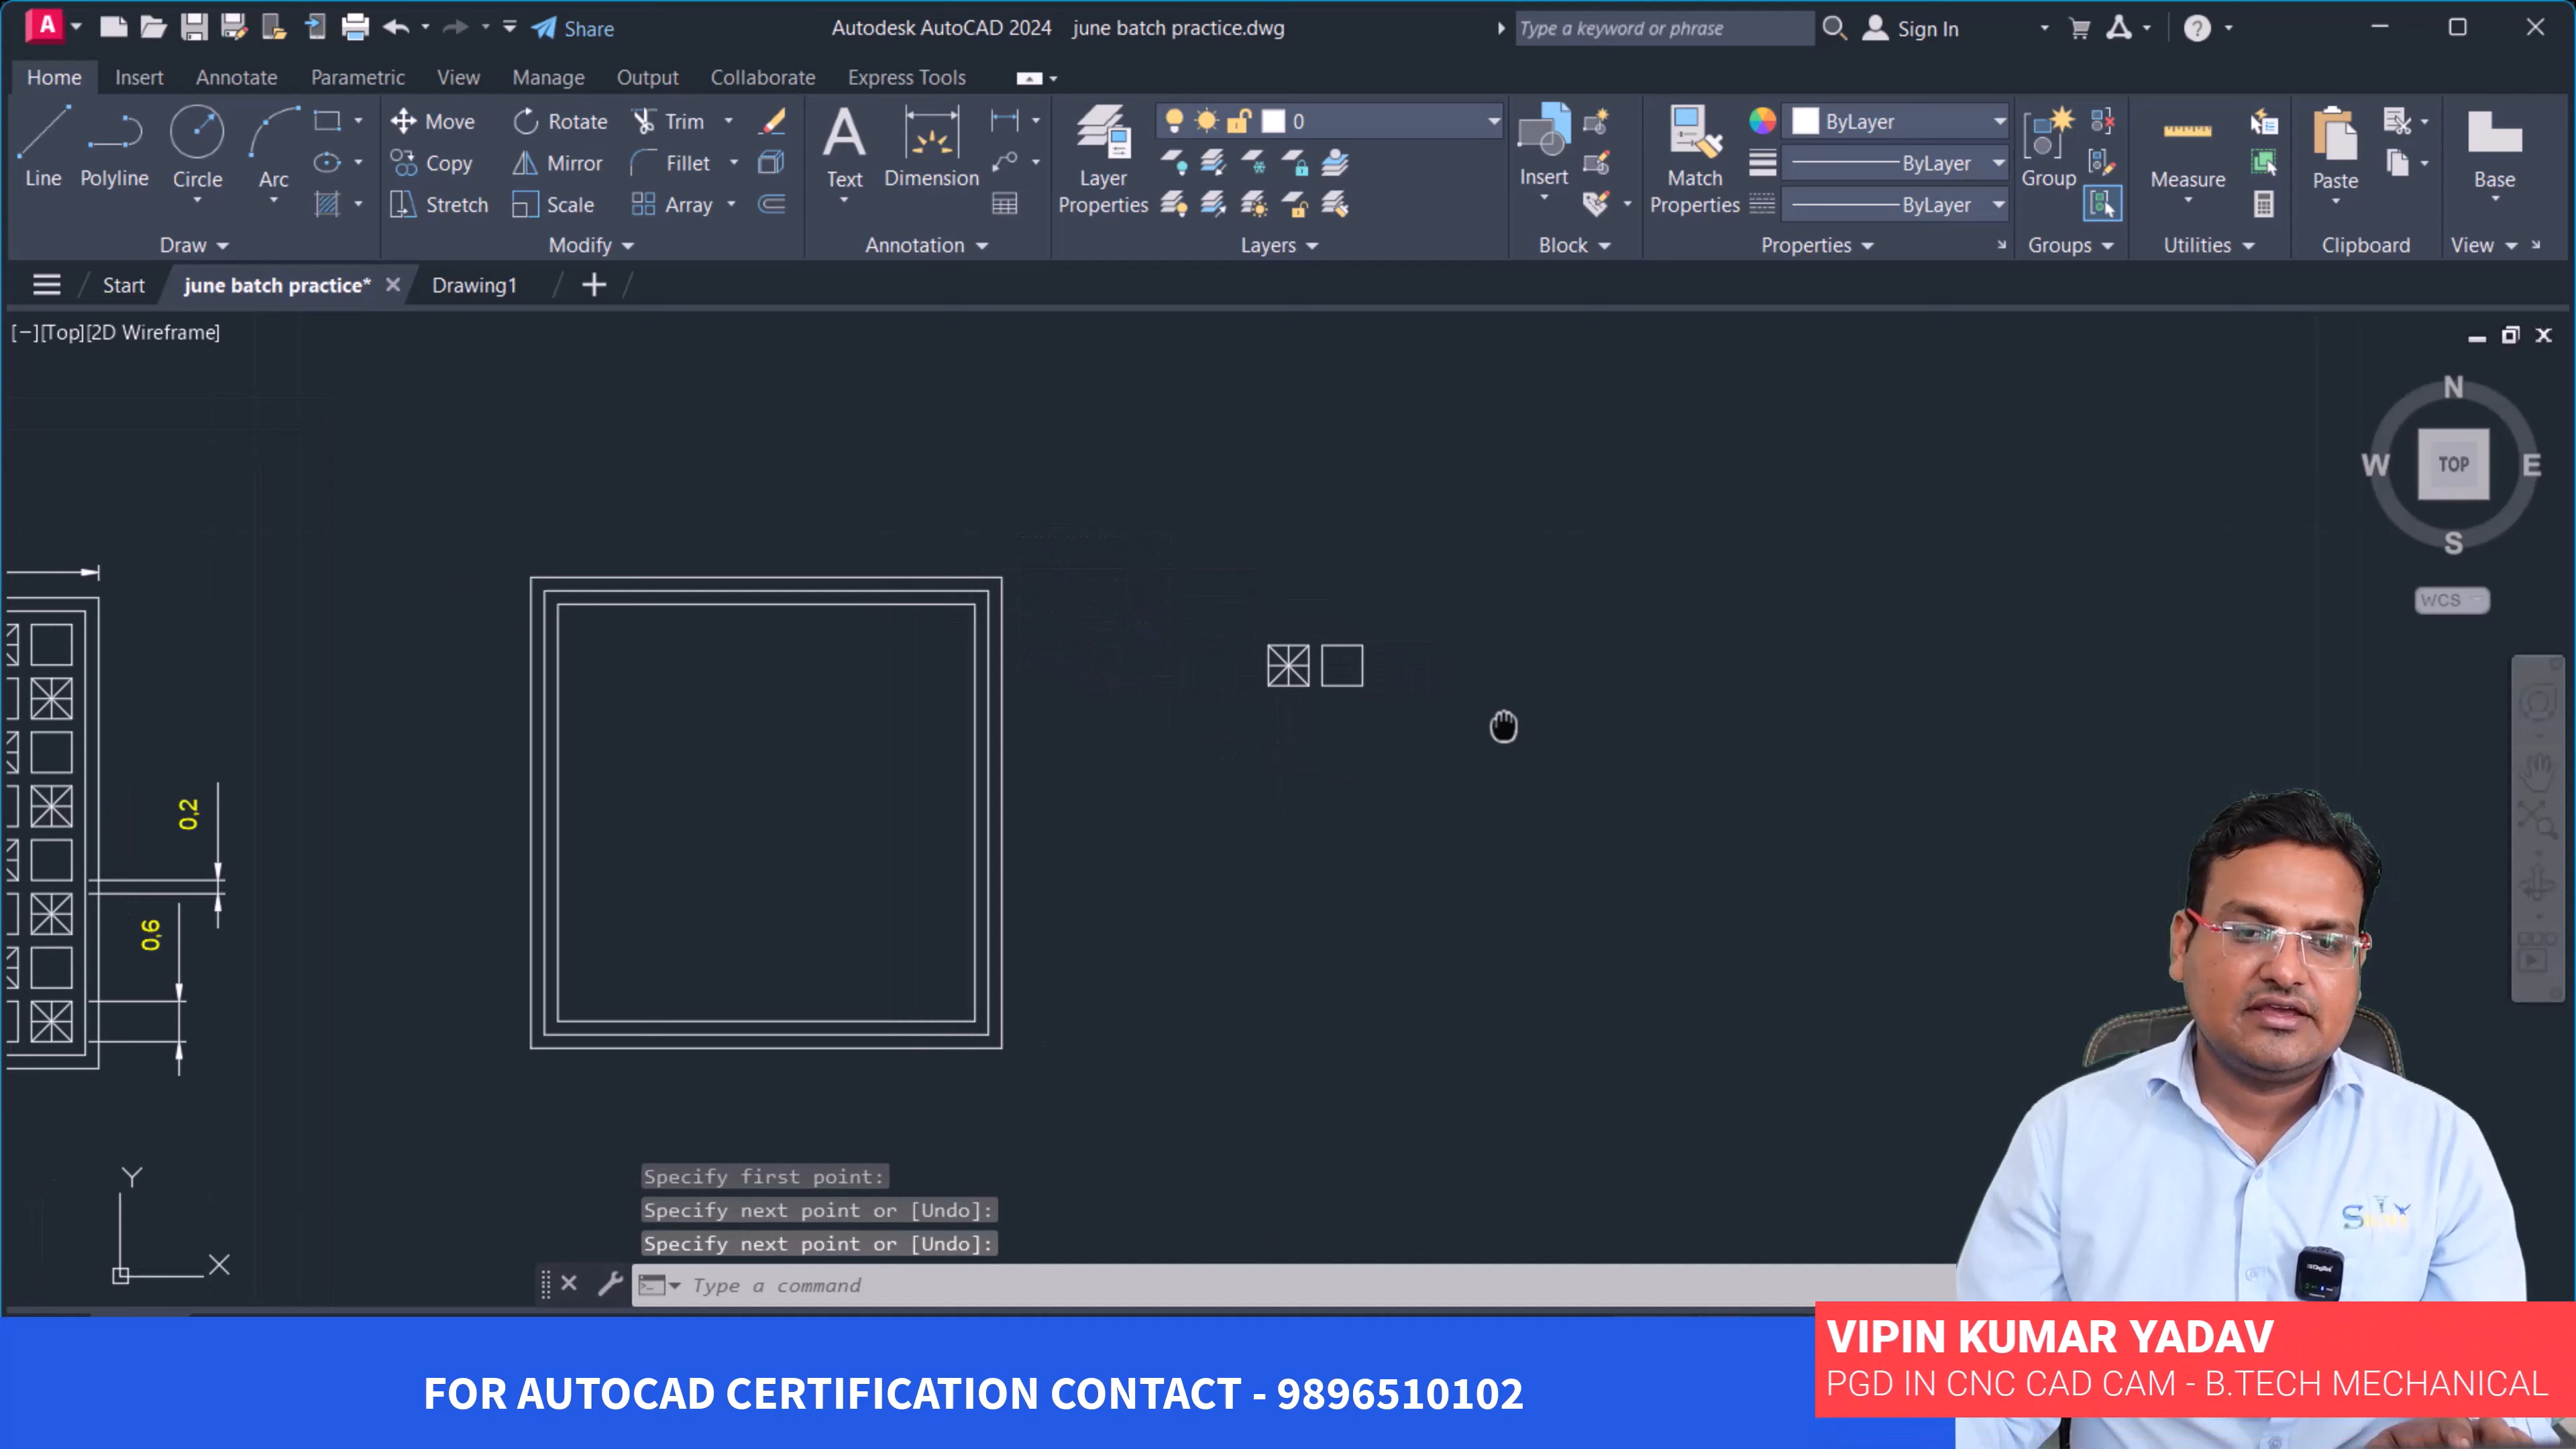 A
Share
Autodesk AutoCAD 2024 june batch practice.dwg
Type a keyword or phrase
Sign In
Home Insert Annotate Parametric View Manage Output Collaborate Express Tools
Line Polyline Circle Arc
Move Rotate Trim
Copy Mirror Fillet
Stretch Scale Array
Text Dimension
Layer Properties
0
Insert
Match Properties
ByLayer
ByLayer
ByLayer
Group
Measure
Paste
Base
Draw Modify Annotation Layers Block Properties Groups Utilities Clipboard View
Start june batch practice* Drawing1
[−][Top][2D Wireframe]
N
W TOP E
S
WCS
0,2
0,6
Y
X
Specify first point:
Specify next point or [Undo]:
Specify next point or [Undo]:
Type a command
VIPIN KUMAR YADAV
PGD IN CNC CAD CAM - B.TECH MECHANICAL
FOR AUTOCAD CERTIFICATION CONTACT - 9896510102